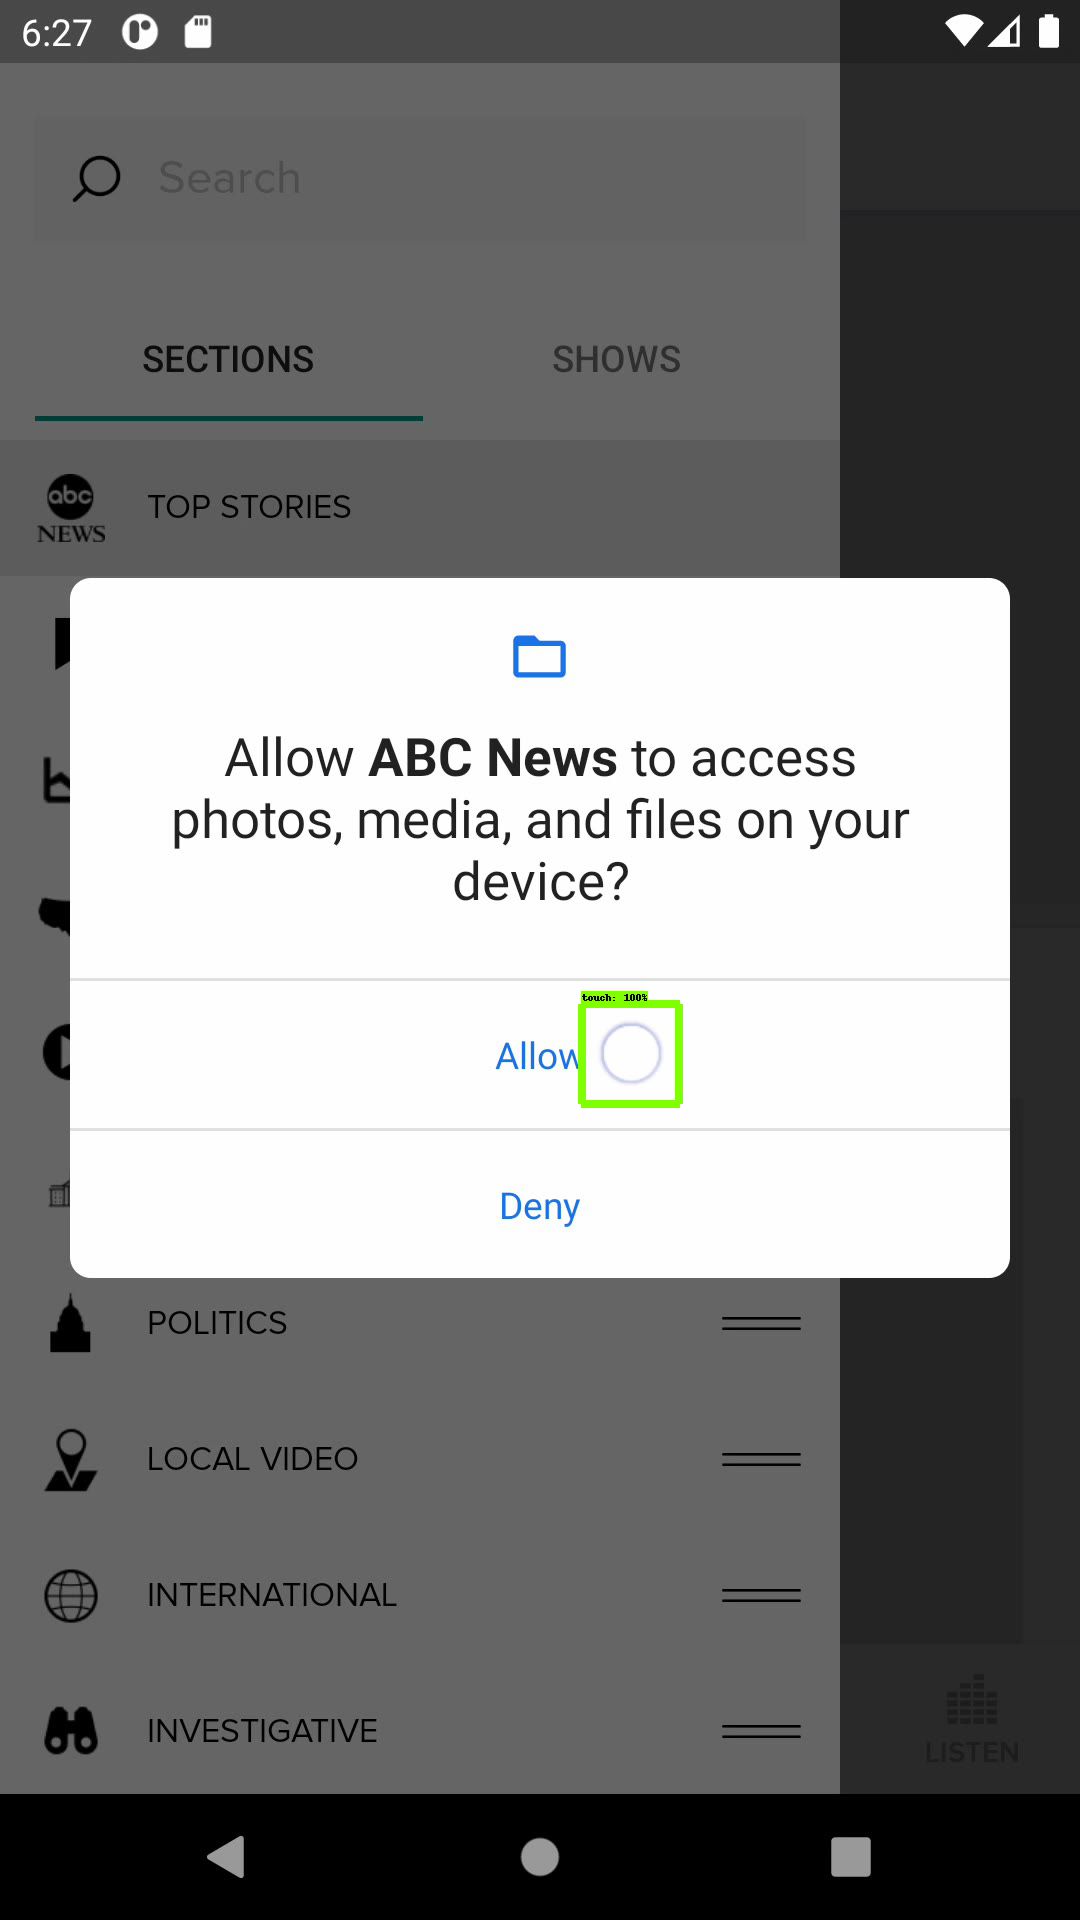 6:27
Search
SECTIONS
SHOWS
abc
NEWS
TOP STORIES
Allow ABC News to access
photos, media, and files on your
device?
touch: 100%
Allow
Deny
POLITICS
LOCAL VIDEO
INTERNATIONAL
INVESTIGATIVE
LISTEN